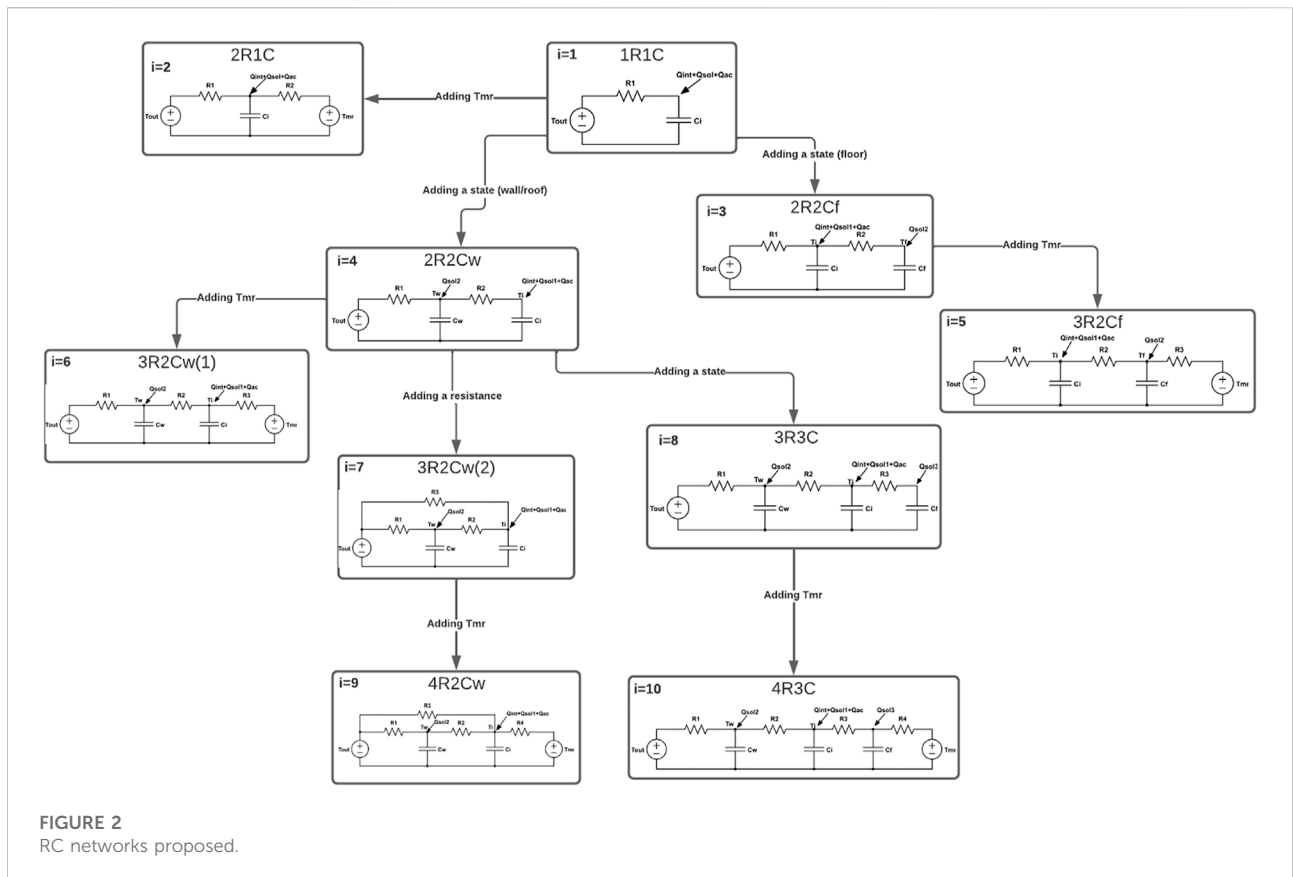 2R1C
i=2
Qint+Qsol+Qac
R1
R2
Tout
Ci
Tmr
Adding Tmr
i=1
1R1C
Qint+Qsol+Qac
R1
Tout
Ci
Adding a state (floor)
Adding a state (wall/roof)
i=3
2R2Cf
Qint+Qsol1+Qac
Qsol2
R1
Ti
R2
Tf
Tout
Ci
Cf
Adding Tmr
i=4
2R2Cw
Qsol2
Qint+Qsol1+Qac
R1
Tw
R2
Ti
Tout
Cw
Ci
Adding Tmr
i=5
3R2Cf
Qint+Qsol1+Qac
Qsol2
R1
Ti
R2
Tf
R3
Tout
Ci
Cf
Tmr
i=6
3R2Cw(1)
Qsol2
Qint+Qsol1+Qac
R1
Tw
R2
Ti
R3
Tout
Cw
Ci
Tmr
Adding a resistance
Adding a state
i=7
3R2Cw(2)
R3
Qsol2
Qint+Qsol1+Qac
R1
Tw
R2
Ti
Tout
Cw
Ci
i=8
3R3C
Qsol2
Qint+Qsol1+Qac
Qsol3
R1
Tw
R2
Ti
R3
Tout
Cw
Ci
Adding Tmr
Adding Tmr
i=9
4R2Cw
R3
Qsol2
Qint+Qsol1+Qac
R1
Tw
R2
Ti
R4
Tout
Cw
Ci
Tmr
i=10
4R3C
Qsol2
Qint+Qsol1+Qac
Qsol3
R1
Tw
R2
Ti
R3
R4
Tout
Cw
Ci
Cf
Tmr
FIGURE 2
RC networks proposed.